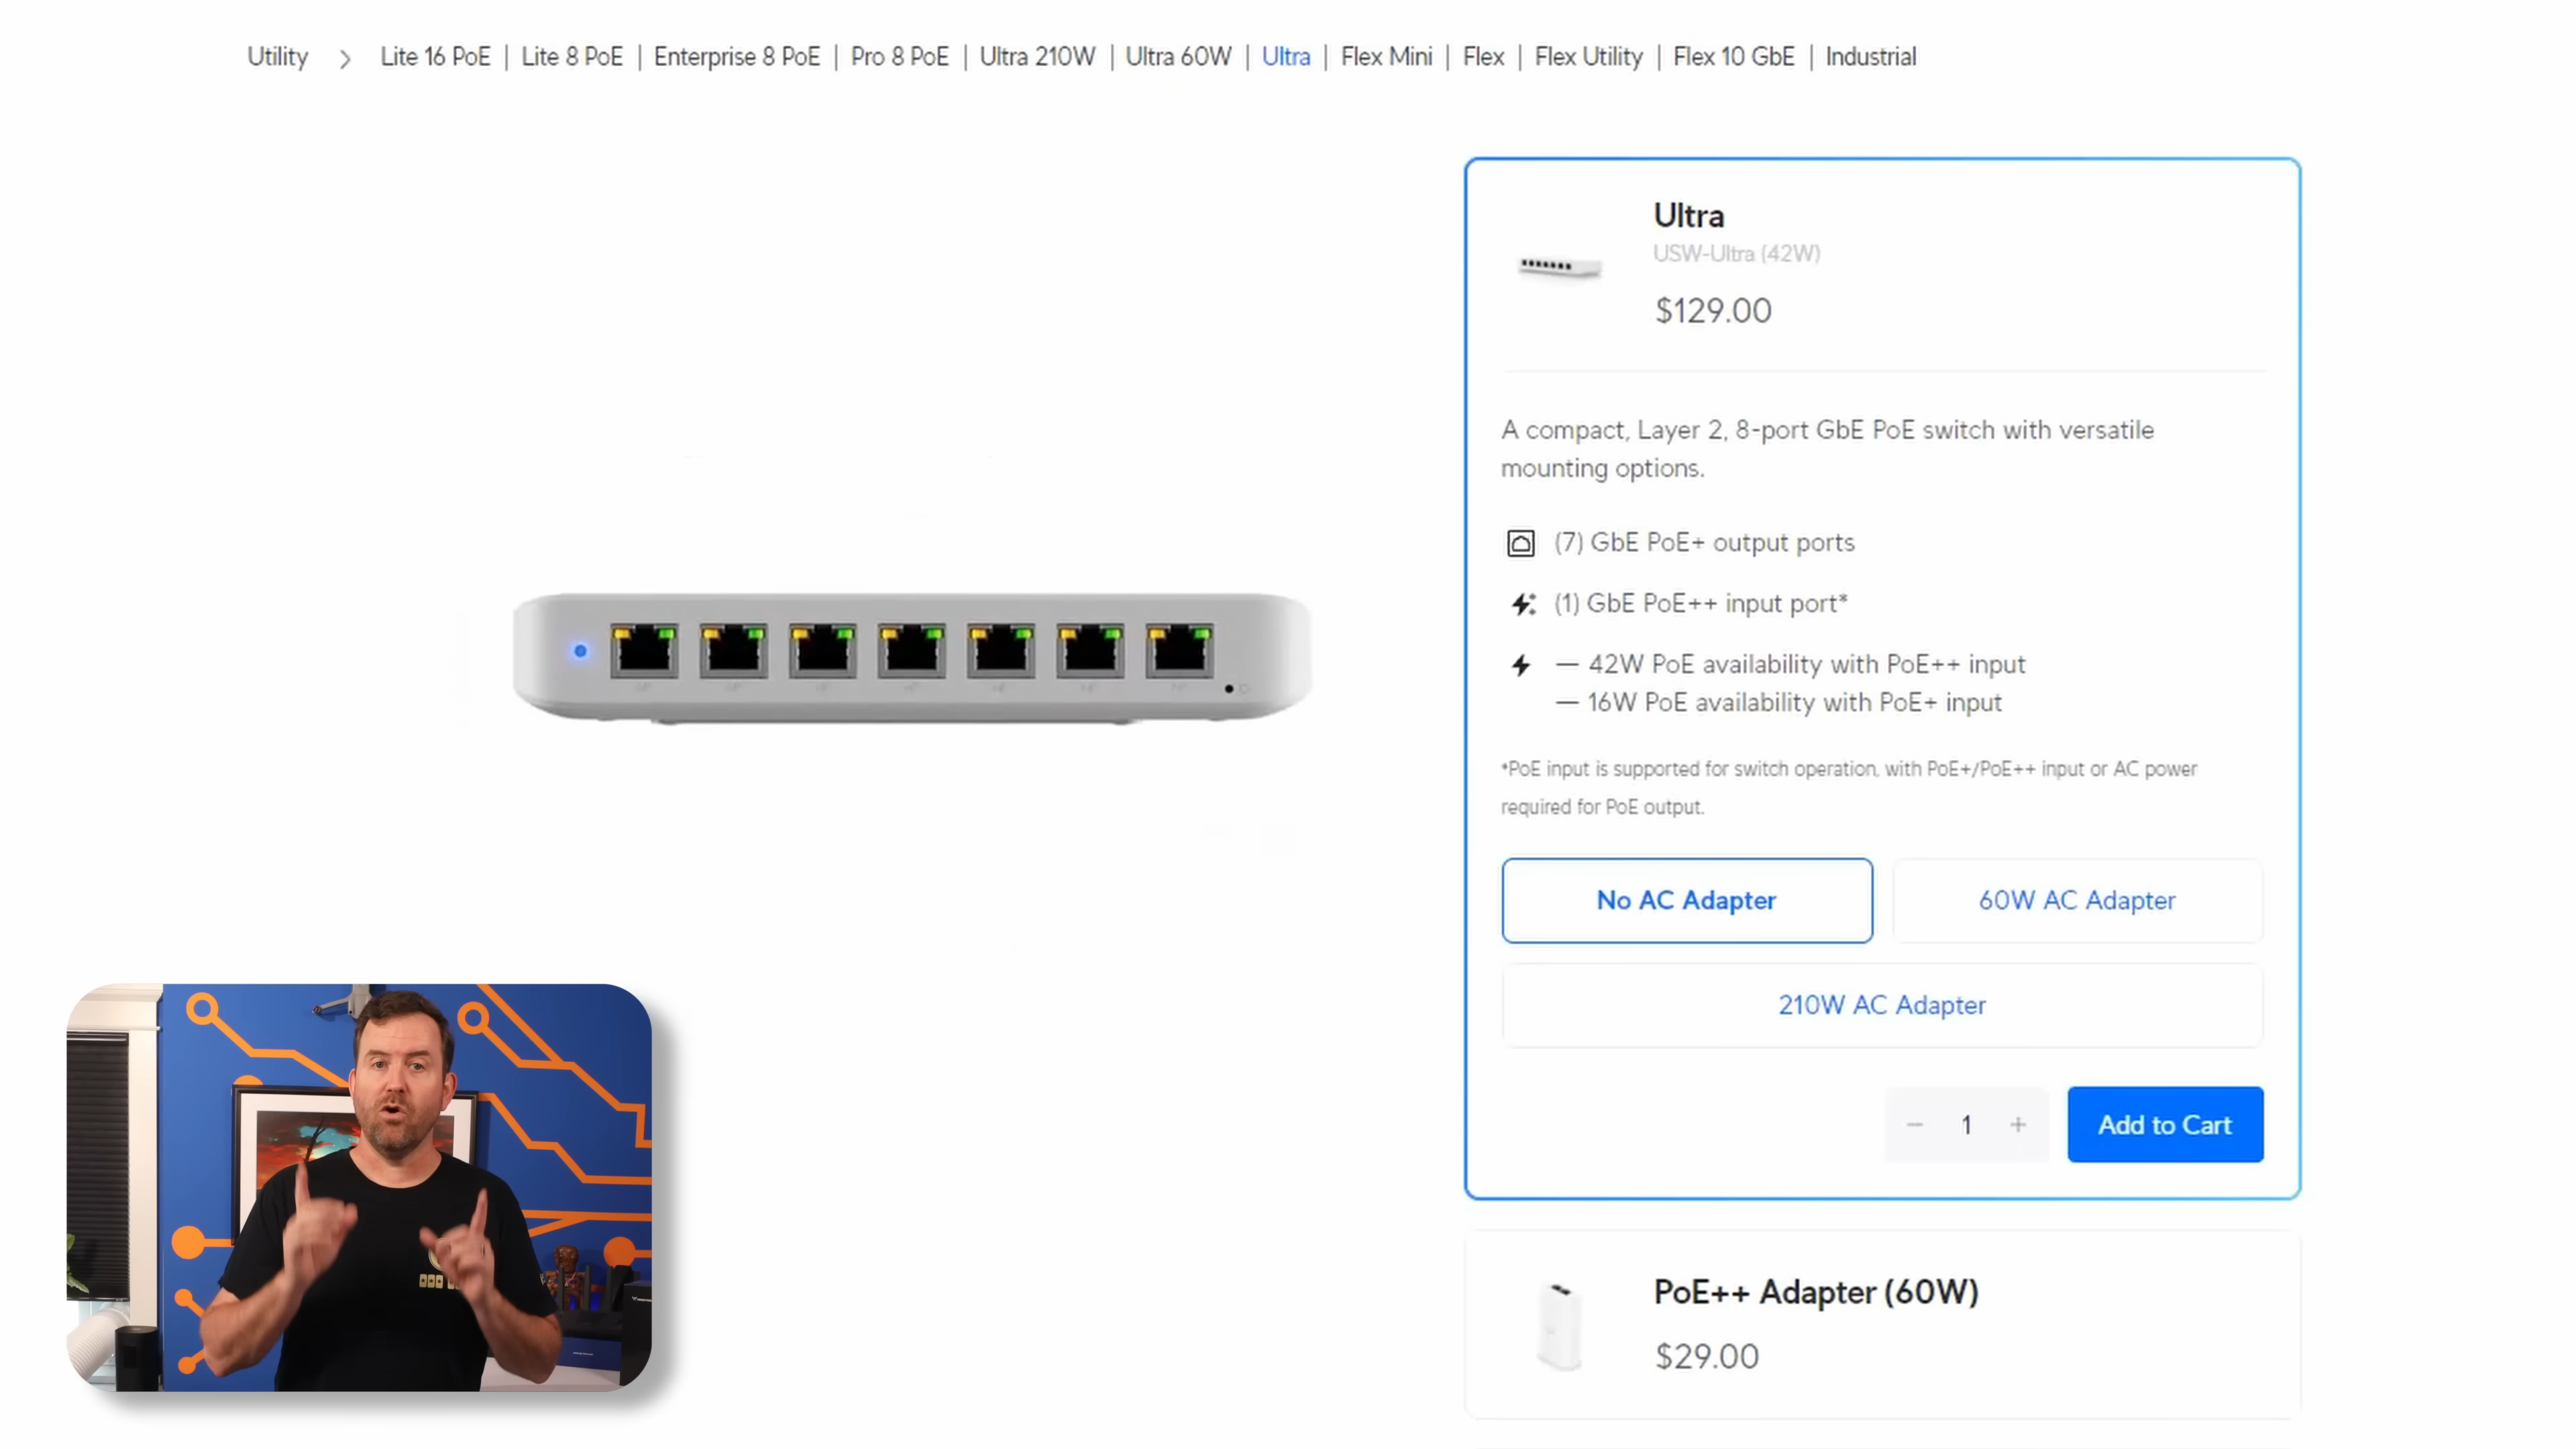 Utility > Lite 16 PoE | Lite 8 PoE | Enterprise 8 PoE | Pro 8 PoE | Ultra 210W | Ultra 60W | Ultra | Flex Mini | Flex | Flex Utility | Flex 10 GbE | Industrial
Ultra
USW-Ultra (42W)
$129.00
A compact, Layer 2, 8-port GbE PoE switch with versatile
mounting options.
(7) GbE PoE+ output ports
(1) GbE PoE++ input port*
— 42W PoE availability with PoE++ input
— 16W PoE availability with PoE+ input
*PoE input is supported for switch operation, with PoE+/PoE++ input or AC power
required for PoE output.
No AC Adapter
60W AC Adapter
210W AC Adapter
− 1 +
Add to Cart
PoE++ Adapter (60W)
$29.00